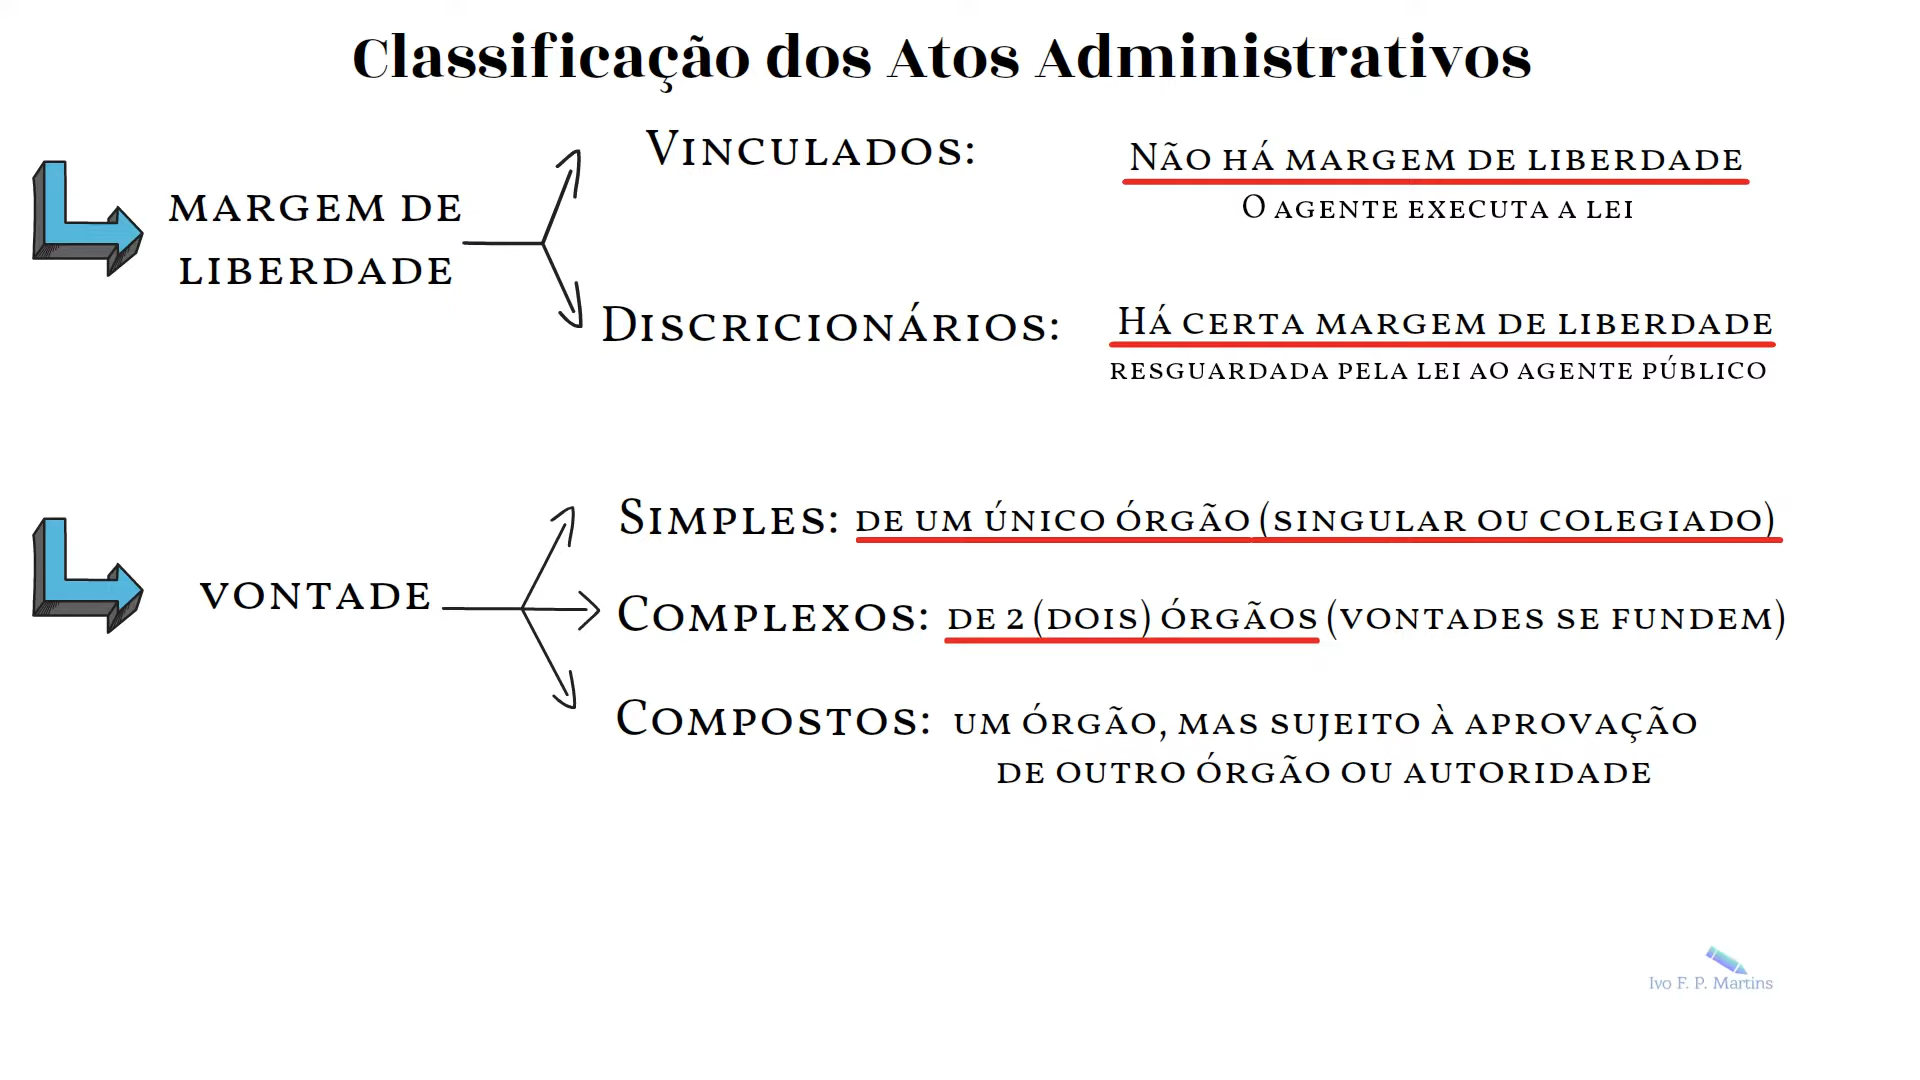 Classificação dos Atos Administrativos
MARGEM DE
LIBERDADE
VINCULADOS:
NÃO HÁ MARGEM DE LIBERDADE
O AGENTE EXECUTA A LEI
DISCRICIONÁRIOS:
HÁ CERTA MARGEM DE LIBERDADE
RESGUARDADA PELA LEI AO AGENTE PÚBLICO
VONTADE
SIMPLES: DE UM ÚNICO ÓRGÃO (SINGULAR OU COLEGIADO)
COMPLEXOS: DE 2 (DOIS) ÓRGÃOS (VONTADES SE FUNDEM)
COMPOSTOS: UM ÓRGÃO, MAS SUJEITO À APROVAÇÃO
DE OUTRO ÓRGÃO OU AUTORIDADE
Ivo F. P. Martins